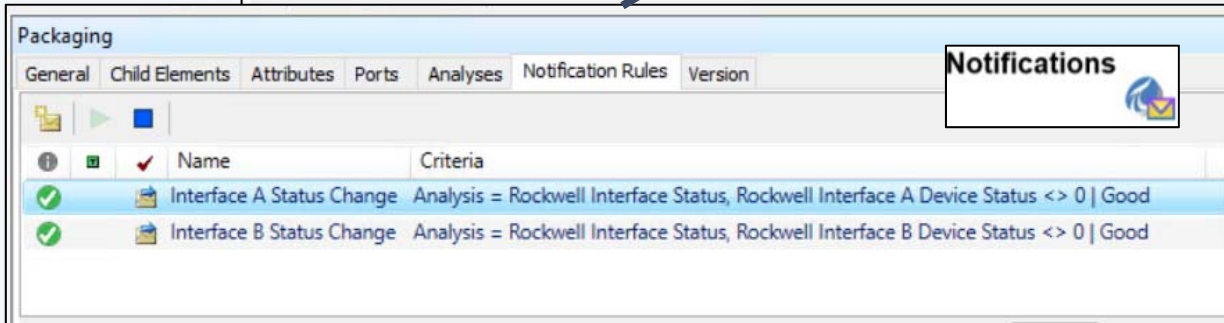 Packaging
General Child Elements Attributes Ports Analyses Notification Rules Version
Notifications
Name Criteria
Interface A Status Change Analysis = Rockwell Interface Status, Rockwell Interface A Device Status <> 0 | Good
Interface B Status Change Analysis = Rockwell Interface Status, Rockwell Interface B Device Status <> 0 | Good